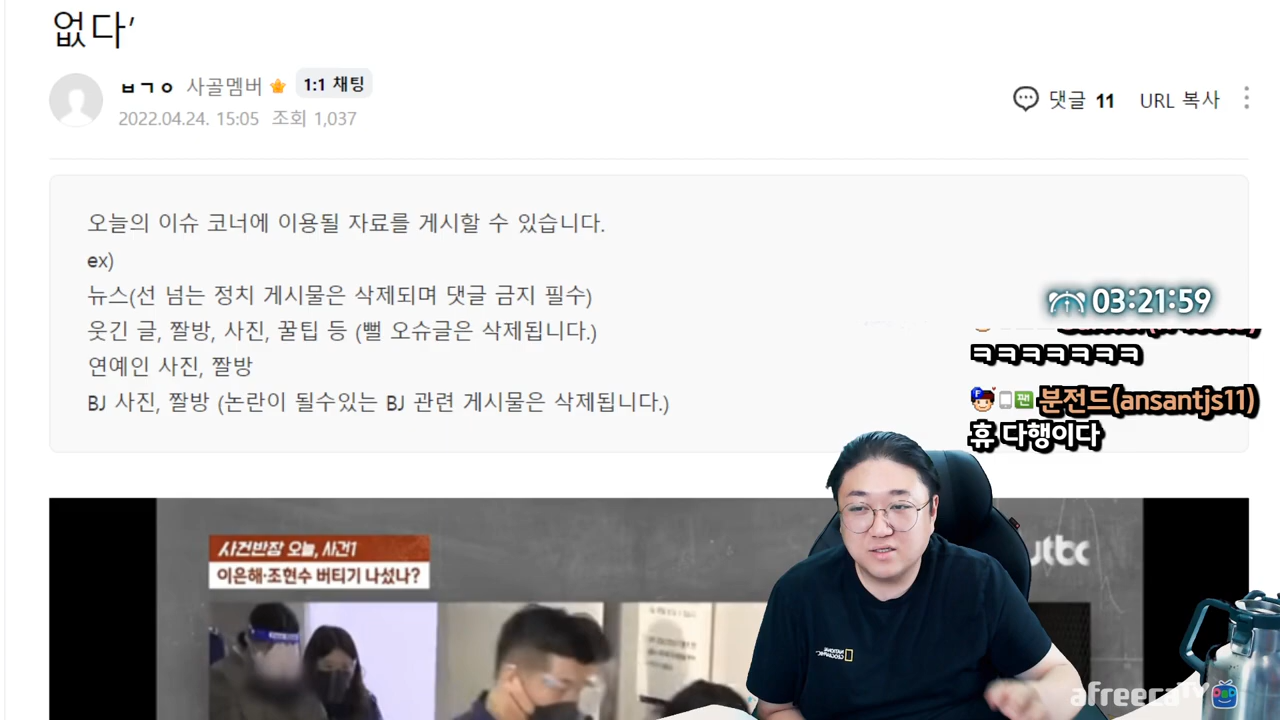 없다’
ㅂㄱㅇ 사골멤버 1:1 채팅
2022.04.24. 15:05 조회 1,037
댓글 11 URL 복사
오늘의 이슈 코너에 이용될 자료를 게시할 수 있습니다.
ex)
뉴스(선 넘는 정치 게시물은 삭제되며 댓글 금지 필수)
웃긴 글, 짤방, 사진, 꿀팁 등 (뻘 오슈글은 삭제됩니다.)
연예인 사진, 짤방
BJ 사진, 짤방 (논란이 될수있는 BJ 관련 게시물은 삭제됩니다.)
03:21:59
ㅋㅋㅋㅋㅋㅋㅋ
팬 분전드(ansantjs11)
휴 다행이다
사건반장 오늘, 사건1
이은해·조현수 버티기 나섰나?
jtbc
NATIONAL GEOGRAPHIC
afreecaTV